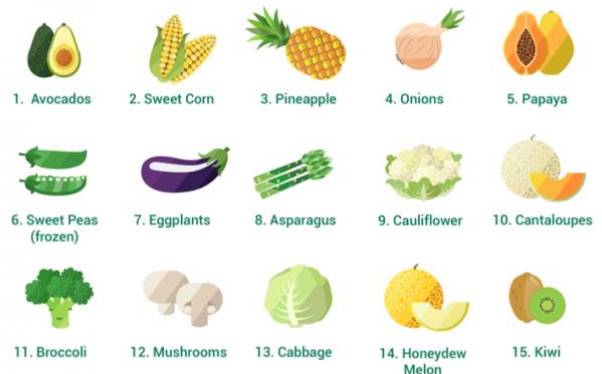 1. Avocados
2. Sweet Corn
3. Pineapple
4. Onions
5. Papaya
6. Sweet Peas
(frozen)
7. Eggplants
8. Asparagus
9. Cauliflower
10. Cantaloupes
11. Broccoli
12. Mushrooms
13. Cabbage
14. Honeydew
Melon
15. Kiwi